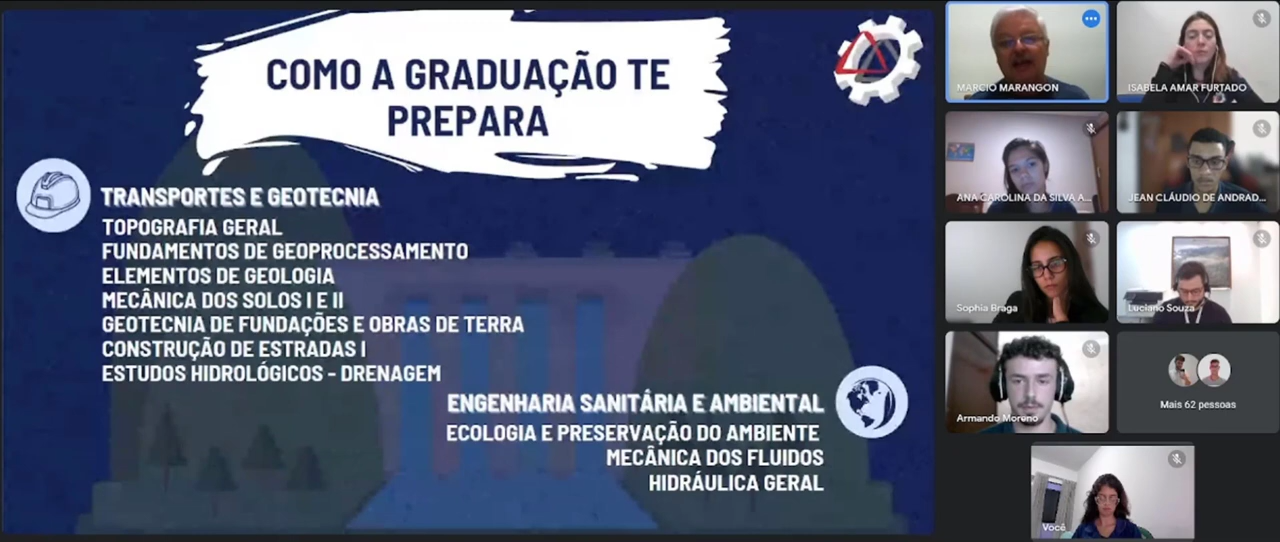 COMO A GRADUAÇÃO TE
PREPARA
TRANSPORTES E GEOTECNIA
TOPOGRAFIA GERAL
FUNDAMENTOS DE GEOPROCESSAMENTO
ELEMENTOS DE GEOLOGIA
MECÂNICA DOS SOLOS I E II
GEOTECNIA DE FUNDAÇÕES E OBRAS DE TERRA
CONSTRUÇÃO DE ESTRADAS I
ESTUDOS HIDROLÓGICOS - DRENAGEM
ENGENHARIA SANITÁRIA E AMBIENTAL
ECOLOGIA E PRESERVAÇÃO DO AMBIENTE
MECÂNICA DOS FLUIDOS
HIDRÁULICA GERAL
MARCIO MARANGON
ISABELA AMAR FURTADO
ANA CAROLINA DA SILVA A...
JEAN CLÁUDIO DE ANDRAD...
Sophia Braga
Luciano Souza
Armando Moreno
Mais 62 pessoas
Você